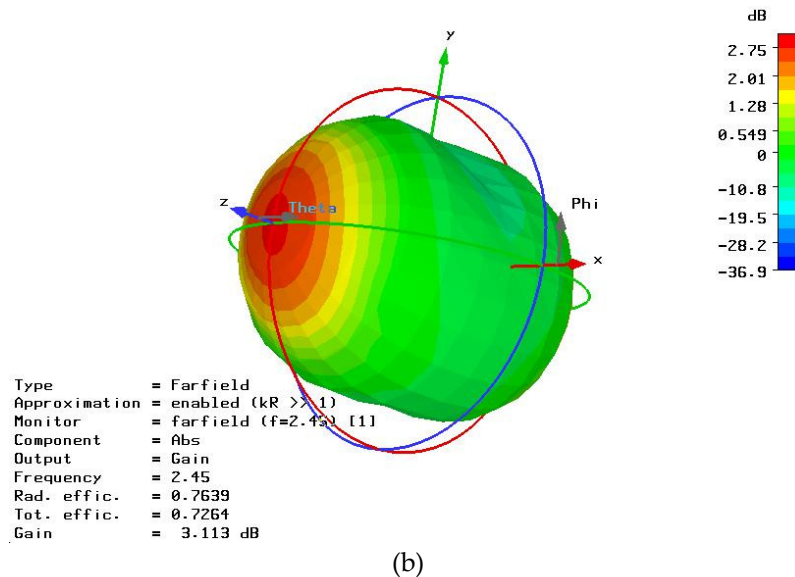 dB
y
2.75
2.01
1.28
0.549
0
-10.8
-19.5
-28.2
-36.9
z
Theta
Phi
x
Type = Farfield
Approximation = enabled (kR >> 1)
Monitor = farfield (f=2.45) [1]
Component = Abs
Output = Gain
Frequency = 2.45
Rad. effic. = 0.7639
Tot. effic. = 0.7264
Gain = 3.113 dB
(b)